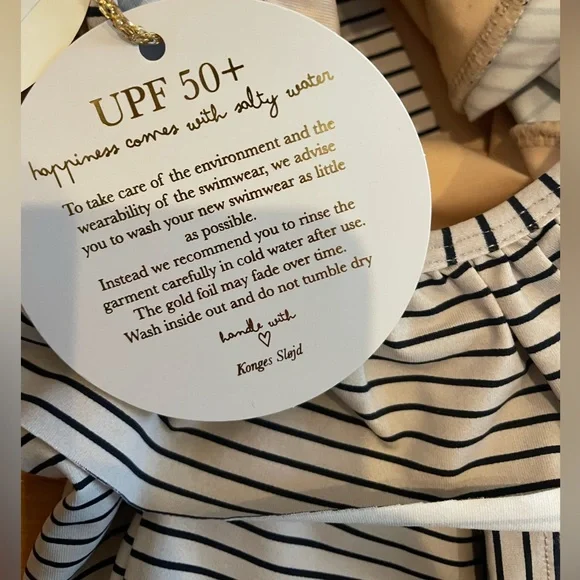 UPF 50+
happiness comes with salty water
To take care of the environment and the
wearability of the swimwear, we advise
you to wash your new swimwear as little
as possible.
Instead we recommend you to rinse the
garment carefully in cold water after use.
The gold foil may fade over time.
Wash inside out and do not tumble dry
handle with
♡
Konges Sløjd